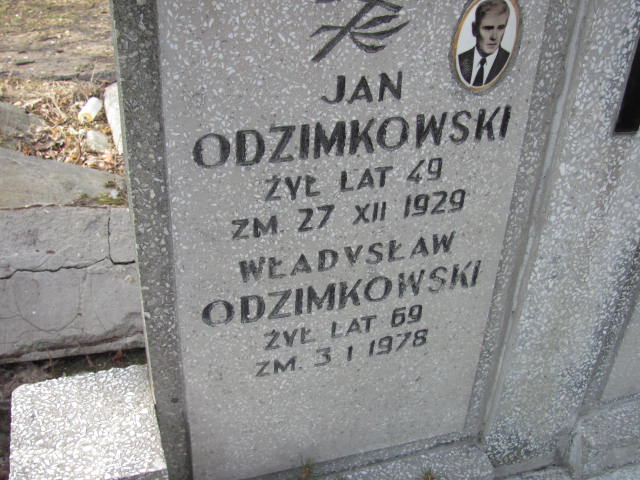 JAN
ODZIMKOWSKI
ŻYŁ LAT 49
ZM. 27 XII 1929
WŁADYSŁAW
ODZIMKOWSKI
ŻYŁ LAT 69
ZM. 3 I 1978